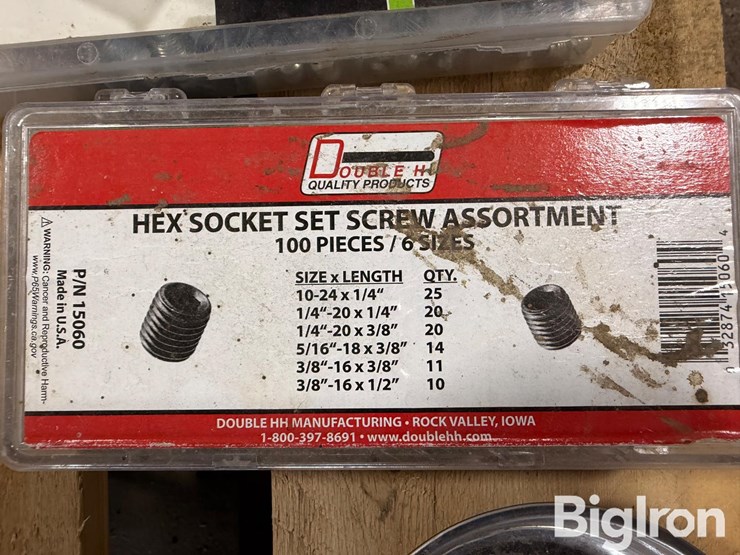 DOUBLE HH
QUALITY PRODUCTS
HEX SOCKET SET SCREW ASSORTMENT
100 PIECES / 6 SIZES
SIZE x LENGTH QTY.
10-24 x 1/4“ 25
1/4“-20 x 1/4” 20
1/4“-20 x 3/8” 20
5/16“-18 x 3/8” 14
3/8“-16 x 3/8” 11
3/8“-16 x 1/2” 10
DOUBLE HH MANUFACTURING • ROCK VALLEY, IOWA
1-800-397-8691 • www.doublehh.com
P/N 15060
Made in U.S.A.
⚠ WARNING: Cancer and Reproductive Harm-
www.P65Warnings.ca.gov
0 32874 15060 4
BigIron